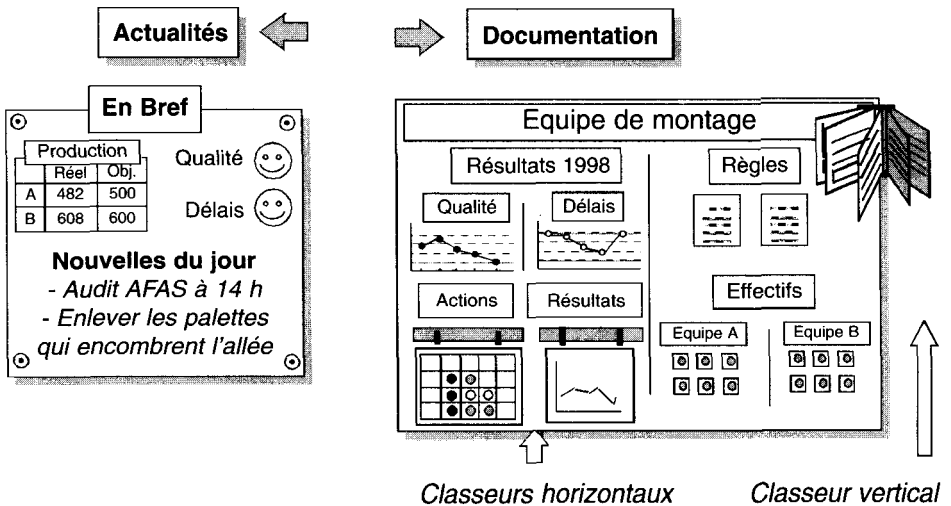 Actualités
Documentation
En Bref
Production
Réel Obj.
A 482 500
B 608 600
Qualité
Délais
Nouvelles du jour
- Audit AFAS à 14 h
- Enlever les palettes
qui encombrent l'allée
Equipe de montage
Résultats 1998
Qualité
Délais
Actions
Résultats
Règles
Effectifs
Equipe A
Equipe B
Classeurs horizontaux
Classeur vertical